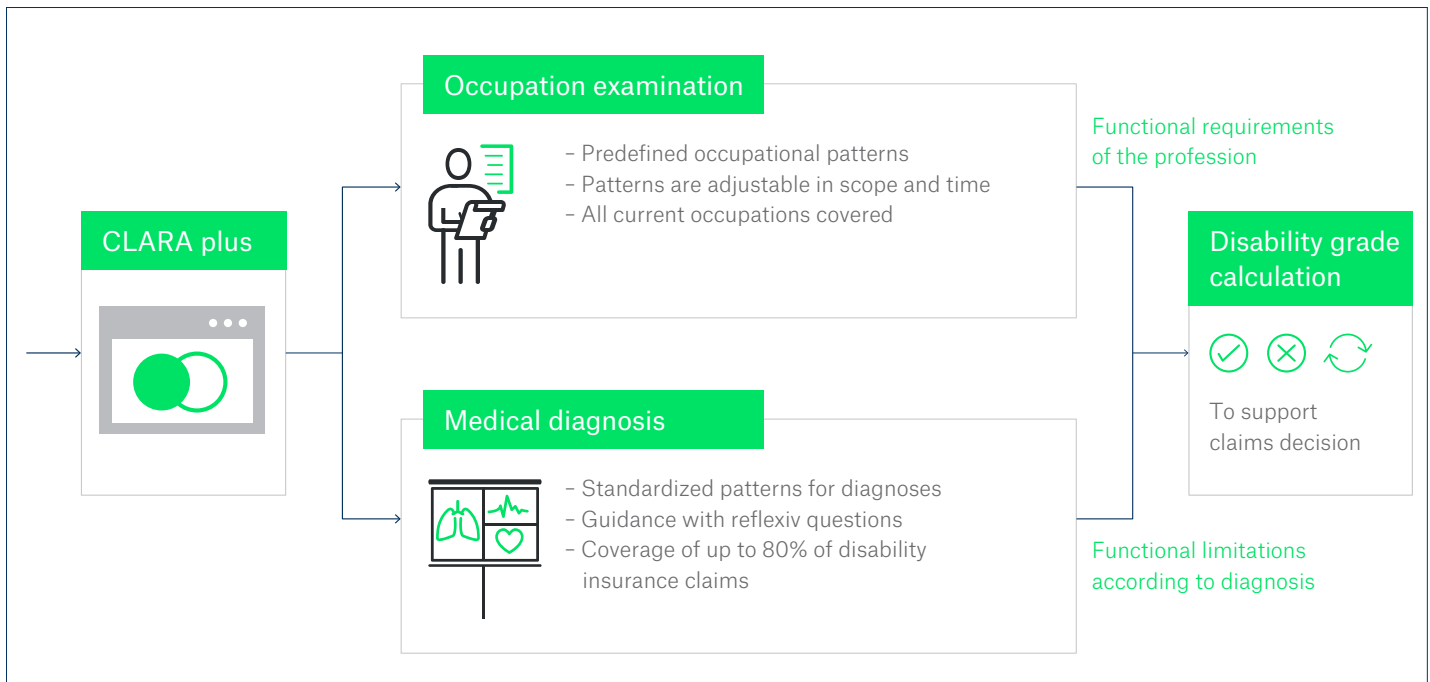 CLARA plus
Occupation examination
– Predefined occupational patterns
– Patterns are adjustable in scope and time
– All current occupations covered
Medical diagnosis
– Standardized patterns for diagnoses
– Guidance with reflexiv questions
– Coverage of up to 80% of disability
insurance claims
Functional requirements
of the profession
Functional limitations
according to diagnosis
Disability grade
calculation
To support
claims decision